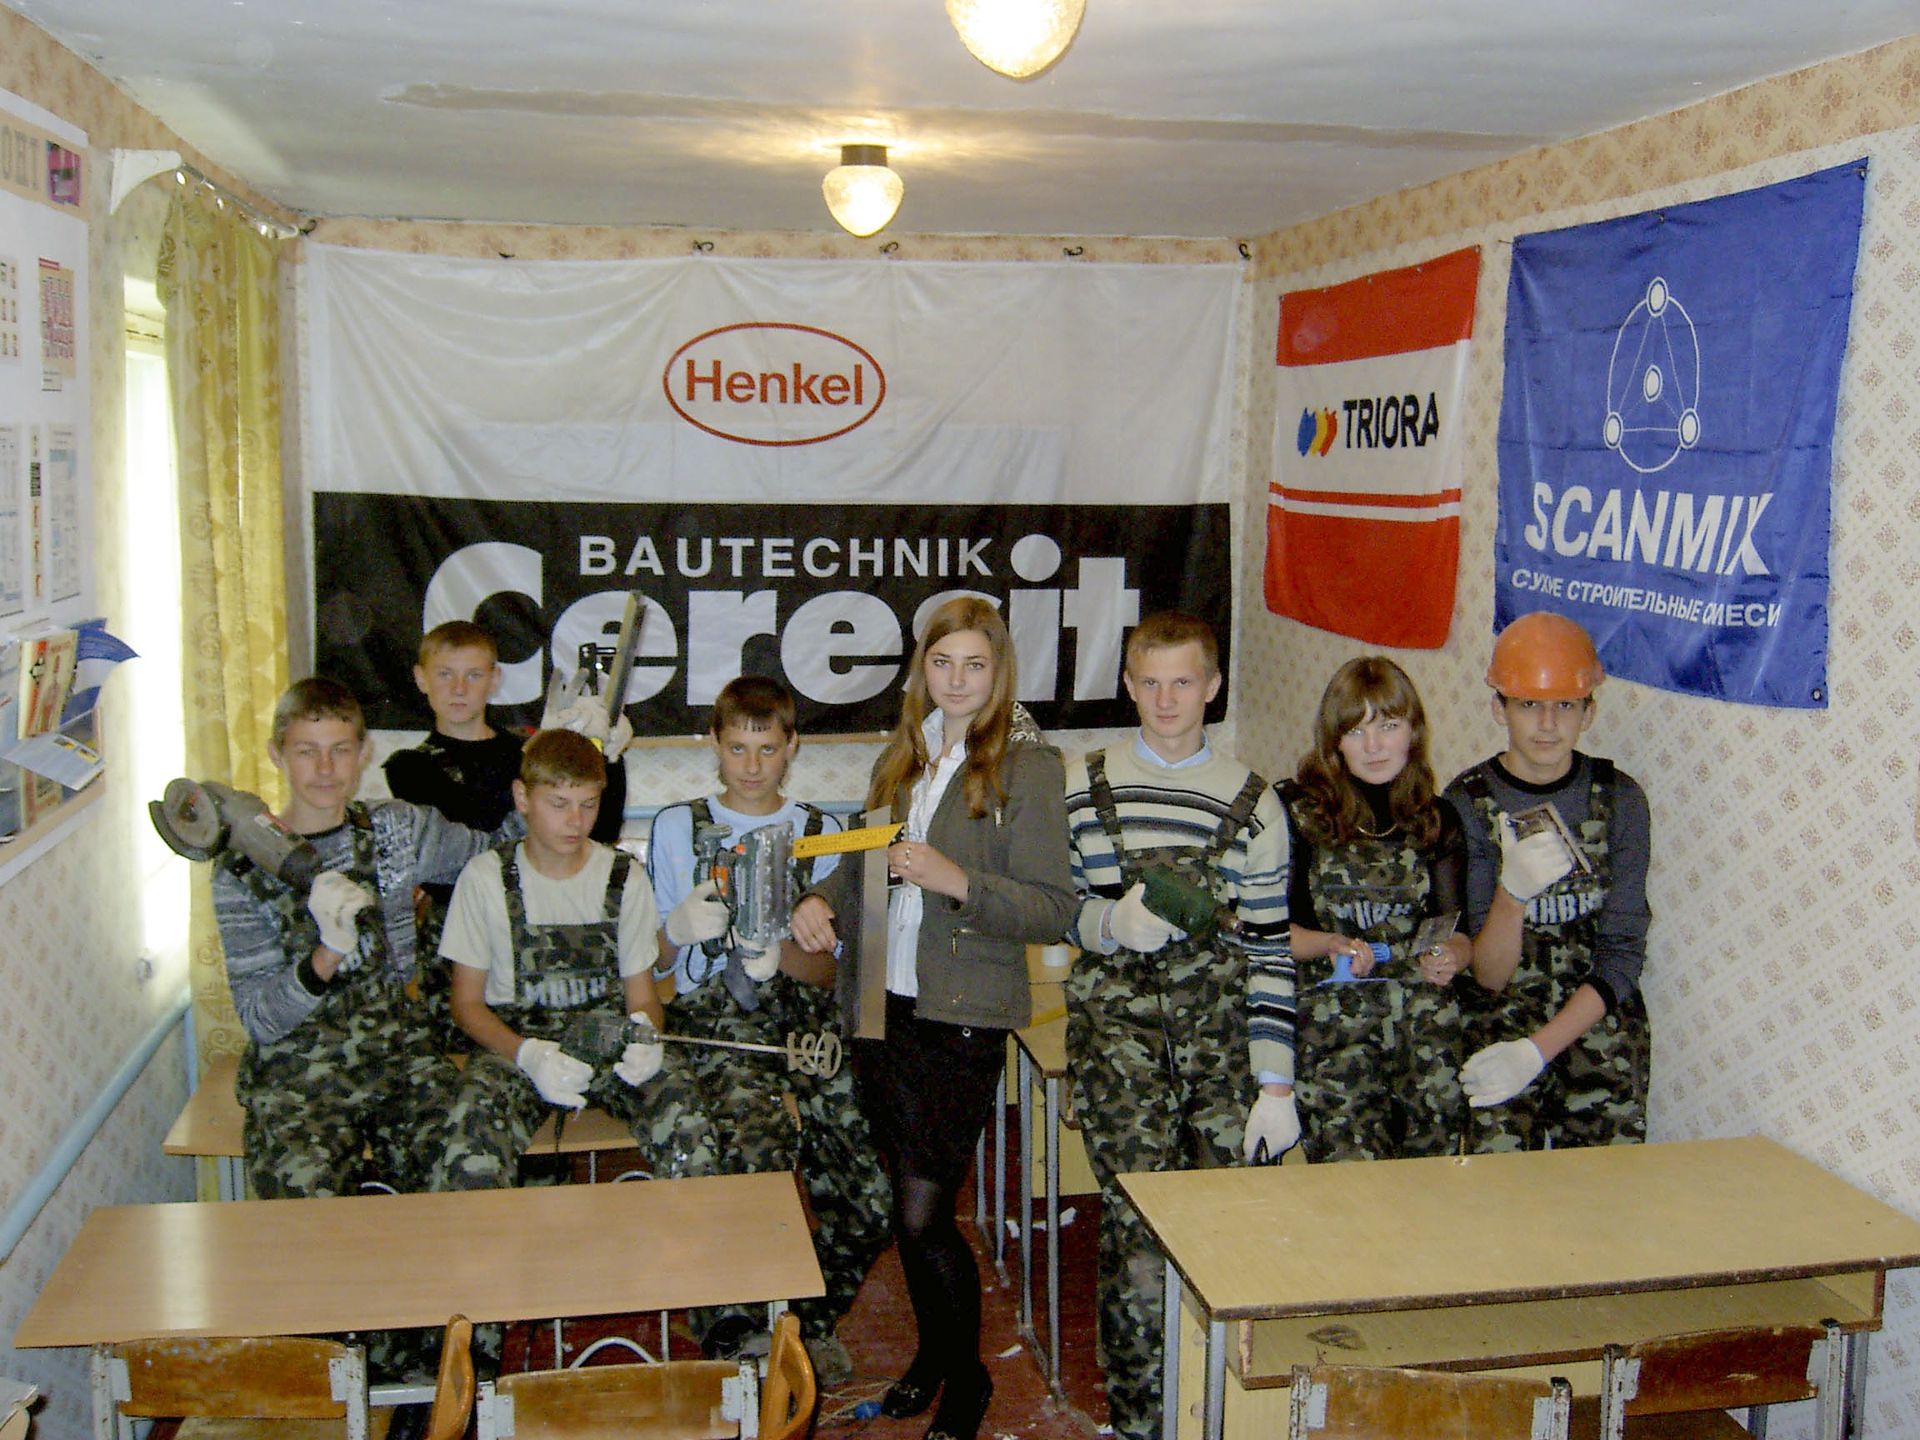 Henkel
BAUTECHNIK
Ceresit
TRIORA
SCANMIX
СУХИЕ СТРОИТЕЛЬНЫЕ СМЕСИ